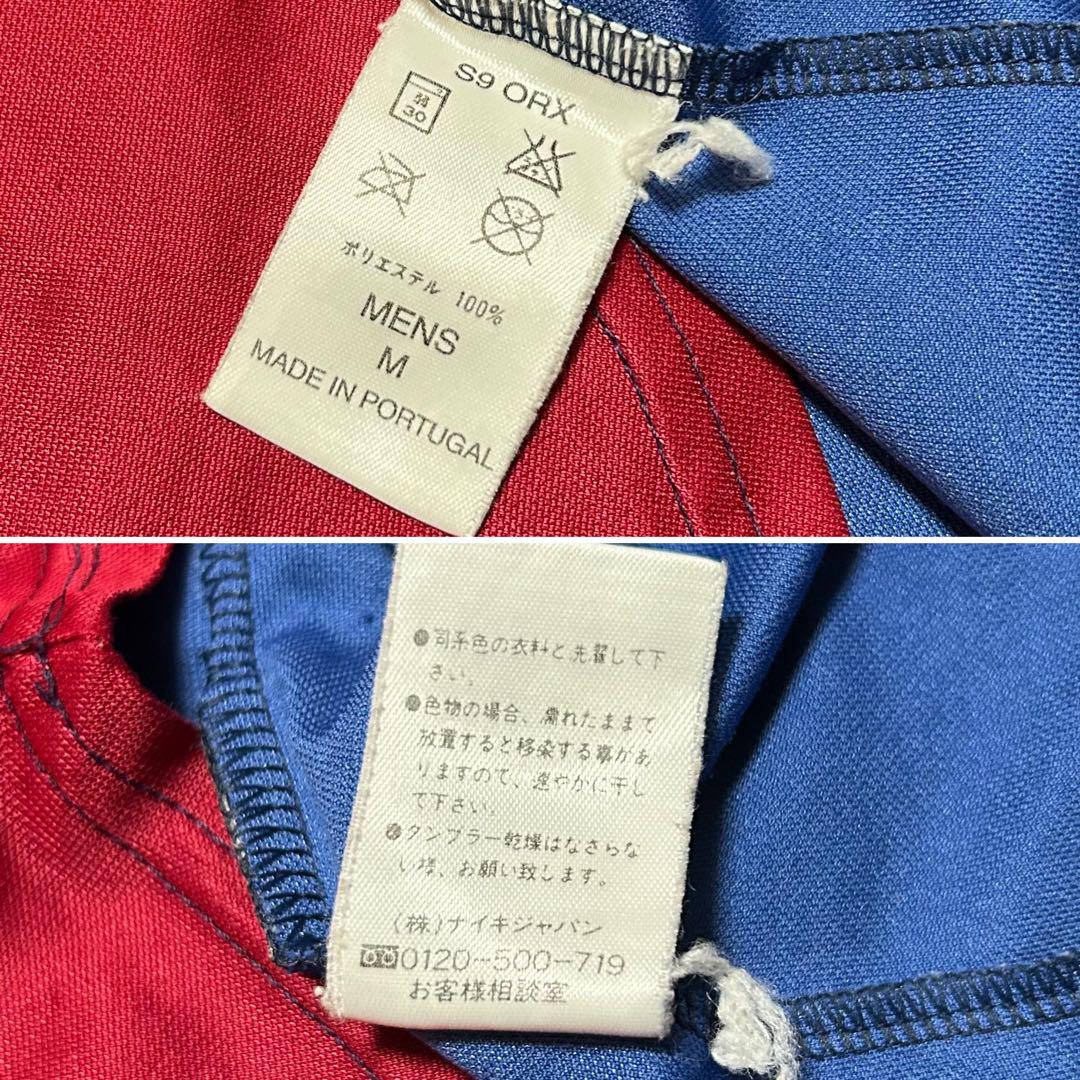 S9 ORX
弱
30
ポリエステル 100%
MENS
M
MADE IN PORTUGAL
●同系色の衣料と洗濯して下
さい。
●色物の場合、濡れたままで
放置すると移染する事があ
りますので、速やかに干し
て下さい。
●タンブラー乾燥はなさらな
い様、お願い致します。
(株)ナイキジャパン
0120-500-719
お客様相談室